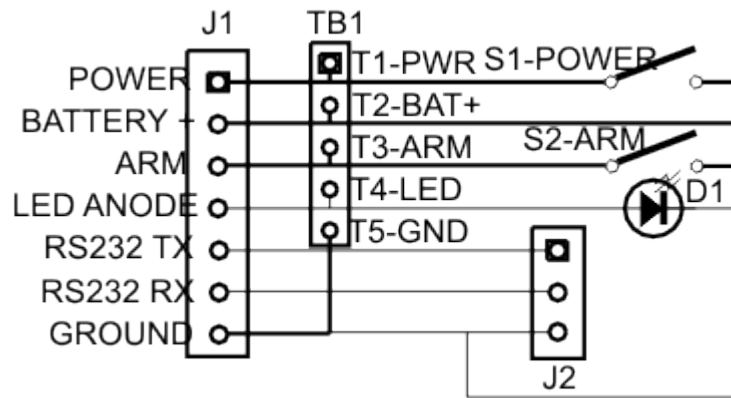 J1
TB1
POWER
T1-PWR
S1-POWER
BATTERY +
T2-BAT+
ARM
T3-ARM
S2-ARM
LED ANODE
T4-LED
D1
RS232 TX
T5-GND
RS232 RX
GROUND
J2